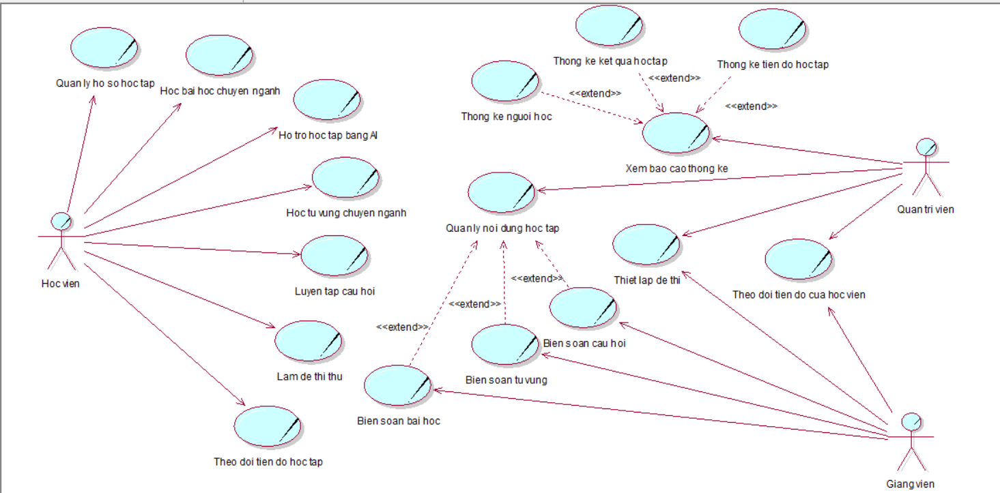 Thong ke ket qua hoc tap
Thong ke tien do hoc tap
Quan ly ho so hoc tap
Hoc bai hoc chuyen nganh
<<extend>>
<<extend>>
<<extend>>
Thong ke nguoi hoc
Ho tro hoc tap bang AI
Xem bao cao thong ke
Quan tri vien
Hoc tu vung chuyen nganh
Quan ly noi dung hoc tap
Hoc vien
Luyen tap cau hoi
<<extend>>
Thiet lap de thi
Theo doi tien do cua hoc vien
<<extend>>
<<extend>>
Bien soan cau hoi
Lam de thi thu
Bien soan tu vung
Bien soan bai hoc
Theo doi tien do hoc tap
Giang vien